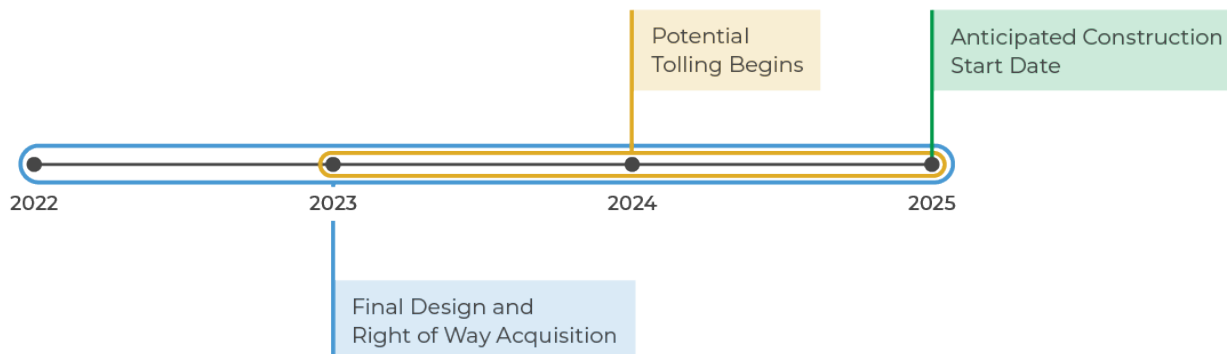 Potential
Tolling Begins
Anticipated Construction
Start Date
2022
2023
2024
2025
Final Design and
Right of Way Acquisition